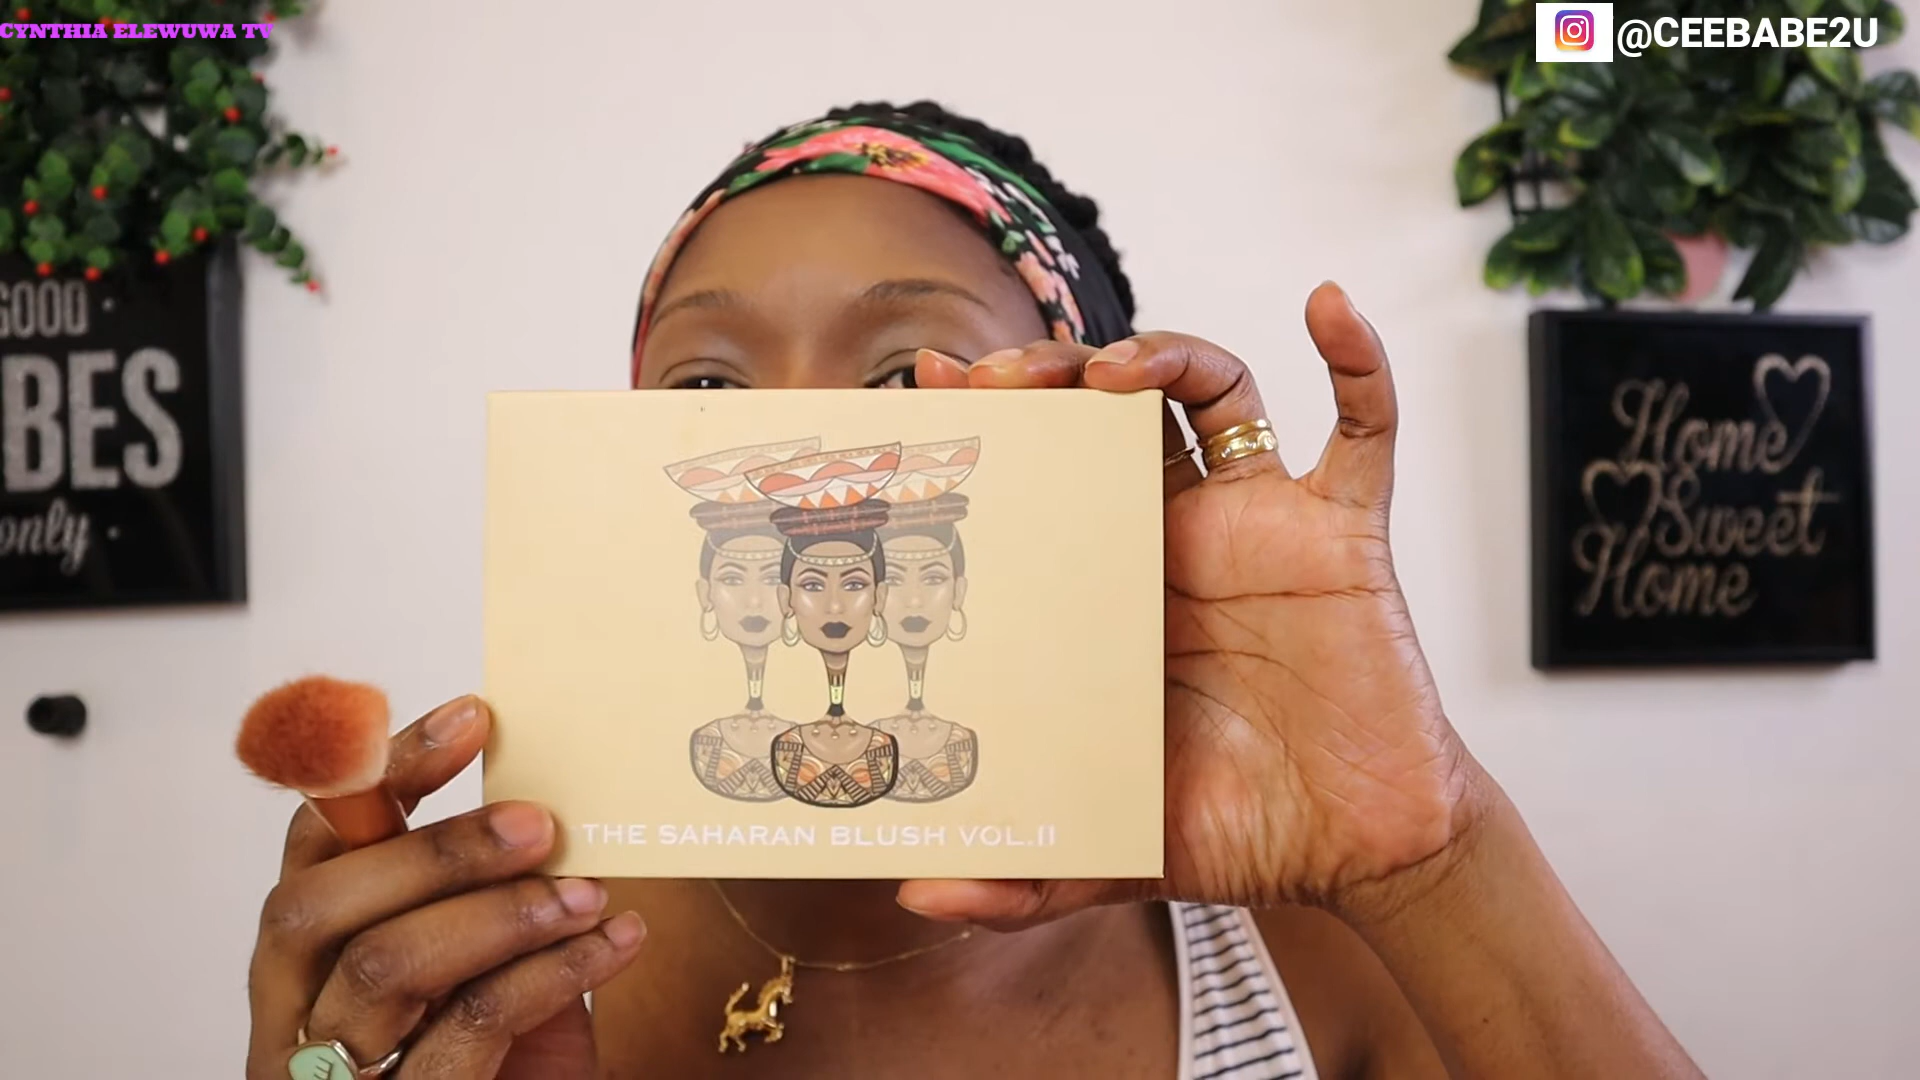 CYNTHIA ELEWUWA TV
@CEEBABE2U
GOOD
BES
only
Home
Sweet
Home
THE SAHARAN BLUSH VOL.II